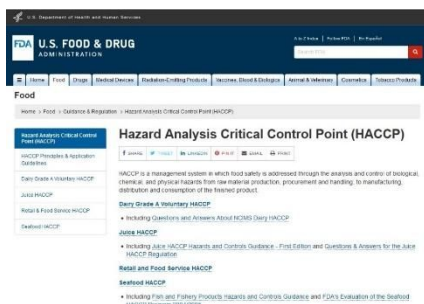 U.S. Department of Health and Human Services
A to Z Index | Follow FDA | En Español
FDA U.S. FOOD & DRUG
ADMINISTRATION
Search FDA
Home Food Drugs Medical Devices Radiation-Emitting Products Vaccines, Blood & Biologics Animal & Veterinary Cosmetics Tobacco Products
Food
Home > Food > Guidance & Regulation > Hazard Analysis Critical Control Point (HACCP)
Hazard Analysis Critical Control
Point (HACCP)
HACCP Principles & Application
Guidelines
Dairy Grade A Voluntary HACCP
Juice HACCP
Retail & Food Service HACCP
Seafood HACCP
Hazard Analysis Critical Control Point (HACCP)
SHARE TWEET LINKEDIN PIN IT EMAIL PRINT
HACCP is a management system in which food safety is addressed through the analysis and control of biological,
chemical, and physical hazards from raw material production, procurement and handling, to manufacturing,
distribution and consumption of the finished product.
Dairy Grade A Voluntary HACCP
• Including Questions and Answers About NCIMS Dairy HACCP
Juice HACCP
• Including Juice HACCP Hazards and Controls Guidance - First Edition and Questions & Answers for the Juice
HACCP Regulation
Retail and Food Service HACCP
Seafood HACCP
• Including Fish and Fishery Products Hazards and Controls Guidance and FDA's Evaluation of the Seafood